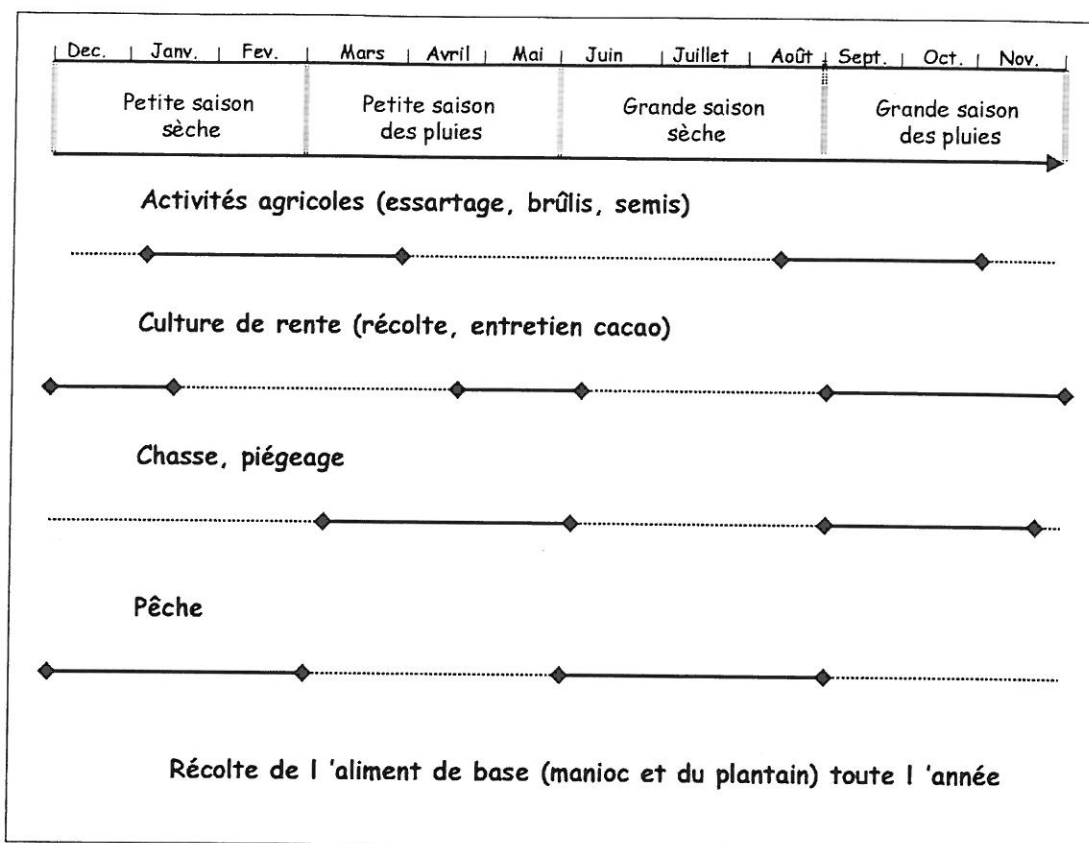 Dec. Janv. Fev. Mars Avril Mai Juin Juillet Août Sept. Oct. Nov.
Petite saison sèche
Petite saison des pluies
Grande saison sèche
Grande saison des pluies
Activités agricoles (essartage, brûlis, semis)
Culture de rente (récolte, entretien cacao)
Chasse, piégeage
Pêche
Récolte de l 'aliment de base (manioc et du plantain) toute l 'année